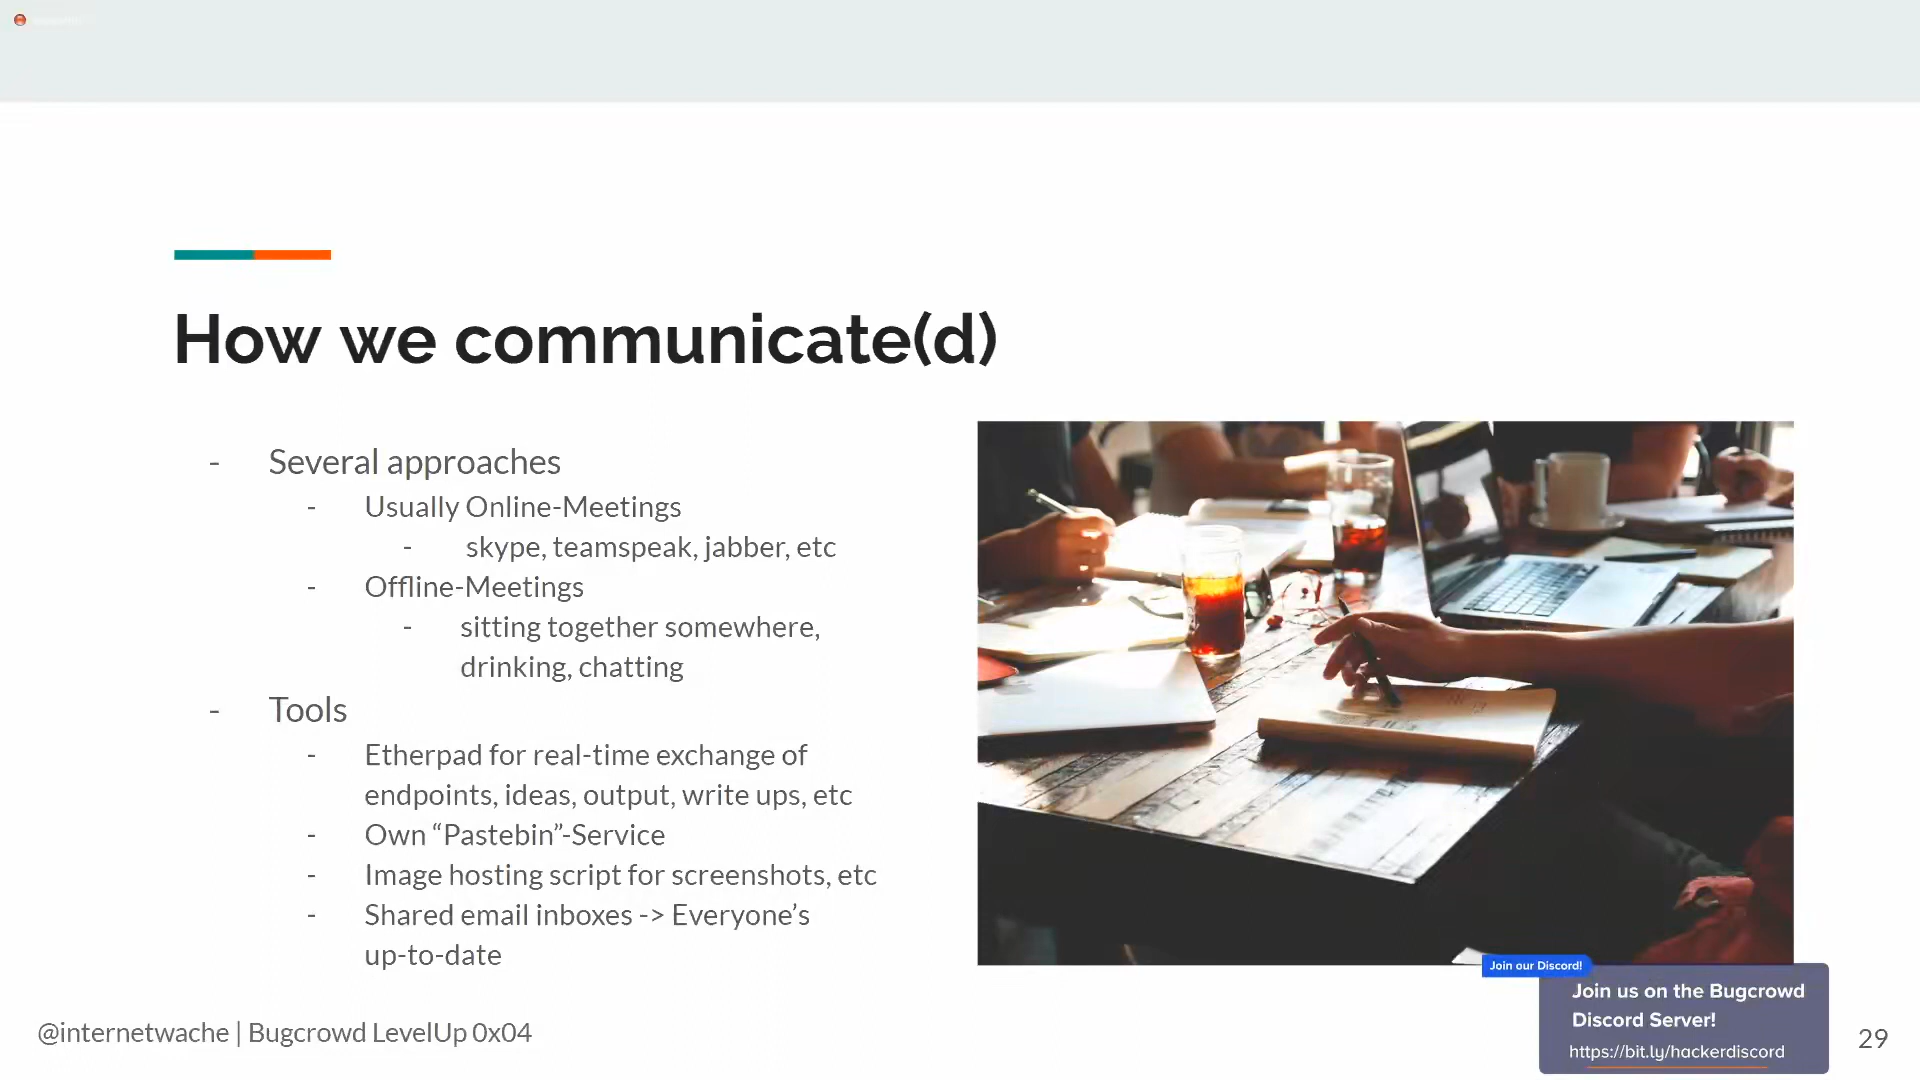 How we communicate(d)
- Several approaches
- Usually Online-Meetings
- skype, teamspeak, jabber, etc
- Offline-Meetings
- sitting together somewhere,
drinking, chatting
- Tools
- Etherpad for real-time exchange of
endpoints, ideas, output, write ups, etc
- Own “Pastebin”-Service
- Image hosting script for screenshots, etc
- Shared email inboxes -> Everyone’s
up-to-date
Join our Discord!
Join us on the Bugcrowd
Discord Server!
https://bit.ly/hackerdiscord
@internetwache | Bugcrowd LevelUp 0x04
29